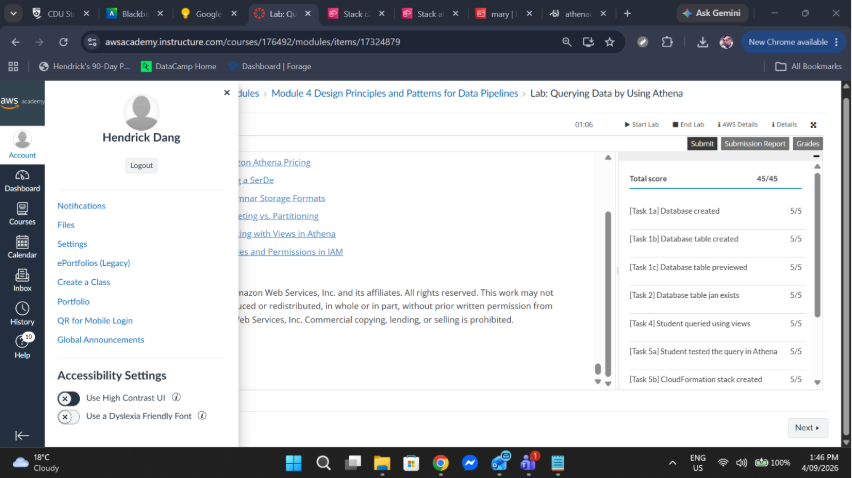 CDU St
Blackb
Google
Lab: Qu
Stack c
Stack a
mary |
athena
Ask Gemini
awsacademy.instructure.com/courses/176492/modules/items/17324879
New Chrome available
Hendrick's 90-Day P...
DataCamp Home
Dashboard | Forage
All Bookmarks
aws academy
Account
Dashboard
Courses
Calendar
Inbox
History
10
Help
Hendrick Dang
Logout
Notifications
Files
Settings
ePortfolios (Legacy)
Create a Class
Portfolio
QR for Mobile Login
Global Announcements
Accessibility Settings
Use High Contrast UI
Use a Dyslexia Friendly Font
dules > Module 4 Design Principles and Patterns for Data Pipelines > Lab: Querying Data by Using Athena
01:06
Start Lab
End Lab
AWS Details
Details
Submit
Submission Report
Grades
zon Athena Pricing
g a SerDe
mnar Storage Formats
eting vs. Partitioning
ing with Views in Athena
ies and Permissions in IAM
mazon Web Services, Inc. and its affiliates. All rights reserved. This work may not
uced or redistributed, in whole or in part, without prior written permission from
eb Services, Inc. Commercial copying, lending, or selling is prohibited.
Total score 45/45
[Task 1a] Database created 5/5
[Task 1b] Database table created 5/5
[Task 1c] Database table previewed 5/5
[Task 2] Database table jan exists 5/5
[Task 4] Student queried using views 5/5
[Task 5a] Student tested the query in Athena 5/5
[Task 5b] CloudFormation stack created 5/5
Next
18°C
Cloudy
1
ENG
US
100%
1:46 PM
4/09/2026